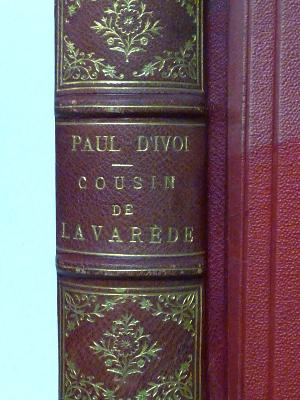 PAUL D'IVOI
COUSIN
DE
LAVARÈDE